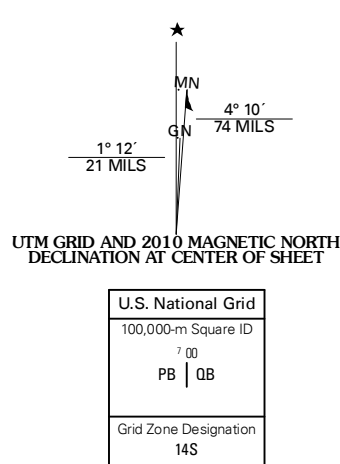 ★
MN
4° 10´
74 MILS
GN
1° 12´
21 MILS
UTM GRID AND 2010 MAGNETIC NORTH
DECLINATION AT CENTER OF SHEET
U.S. National Grid
100,000-m Square ID
7 00
PB QB
Grid Zone Designation
14S